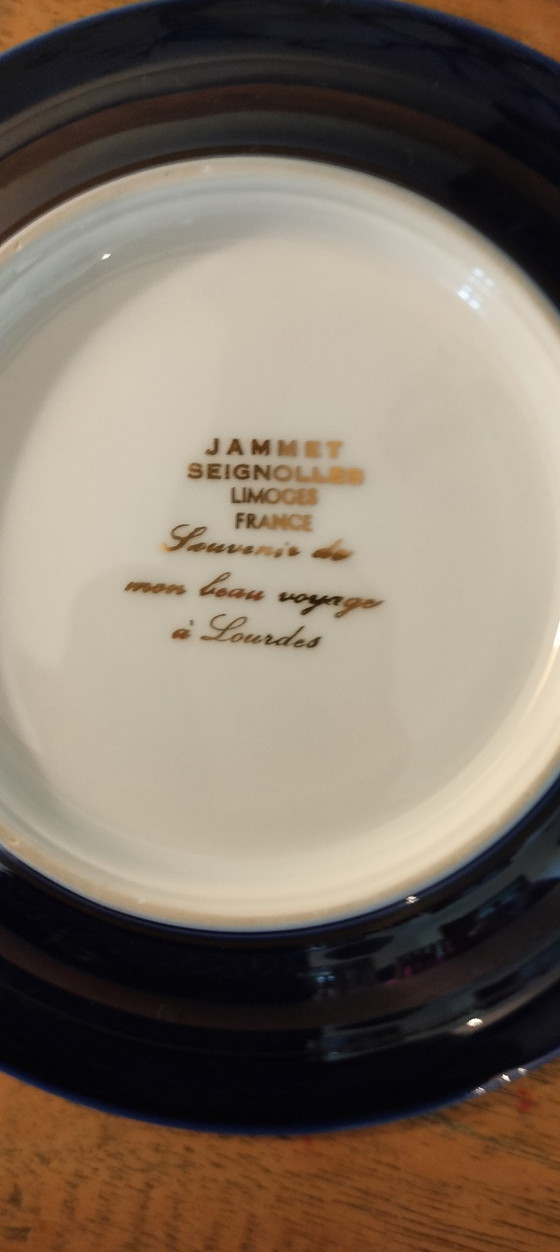 JAMMET
SEIGNOLLES
LIMOGES
FRANCE
Souvenir de
mon beau voyage
à Lourdes